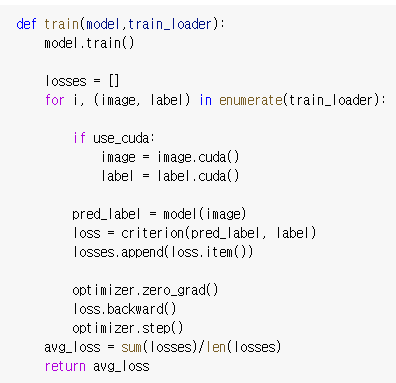 def train(model,train_loader):
    model.train()

    losses = []
    for i, (image, label) in enumerate(train_loader):

        if use_cuda:
            image = image.cuda()
            label = label.cuda()

        pred_label = model(image)
        loss = criterion(pred_label, label)
        losses.append(loss.item())

        optimizer.zero_grad()
        loss.backward()
        optimizer.step()
    avg_loss = sum(losses)/len(losses)
    return avg_loss